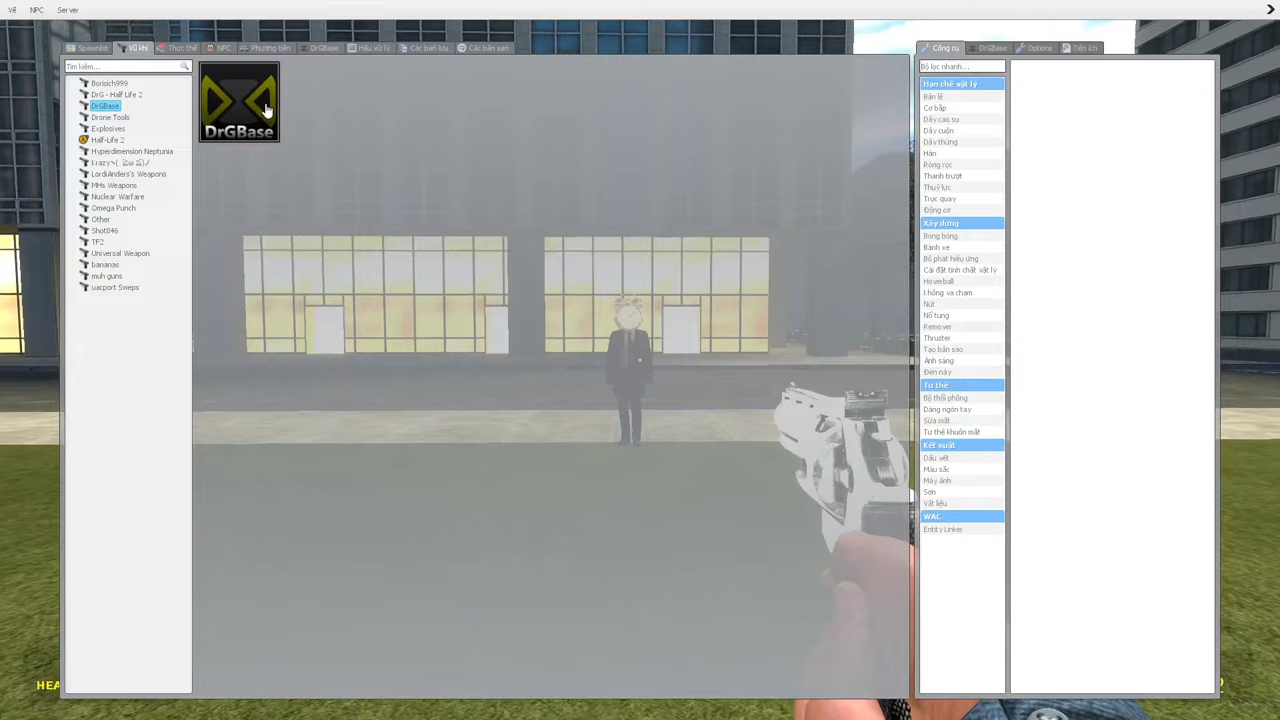 Vẽ NPC Server
Spawnlist Vũ khí Thực thể NPC Phương tiện DrGBase Hậu xử lý Các bản lưu Các bản sao
Tìm kiếm...
Borisich999
DrG - Half Life 2
DrGBase
Drone Tools
Explosives
Half-Life 2
Hyperdimension Neptunia
LordiAnders's Weapons
MHs Weapons
Nuclear Warfare
Omega Punch
Other
Shot846
TF2
Universal Weapon
bananas
muh guns
uacport Sweps
DrGBase
HEA
Công cụ DrGBase Options Tiện ích
Bộ lọc nhanh...
Hạn chế vật lý
Bản lề
Cơ bắp
Dây cao su
Dây cuộn
Dây thừng
Hàn
Ròng rọc
Thanh trượt
Thuỷ lực
Trục quay
Động cơ
Xây dựng
Bong bóng
Bánh xe
Bộ phát hiệu ứng
Cài đặt tính chất vật lý
Hoverball
Không va chạm
Nút
Nổ tung
Remover
Thruster
Tạo bản sao
Ánh sáng
Đèn này
Tư thế
Bộ thổi phồng
Dáng ngón tay
Sửa mắt
Tư thế khuôn mặt
Kết xuất
Dấu vết
Màu sắc
Máy ảnh
Sơn
Vật liệu
WAC
Entity Linker